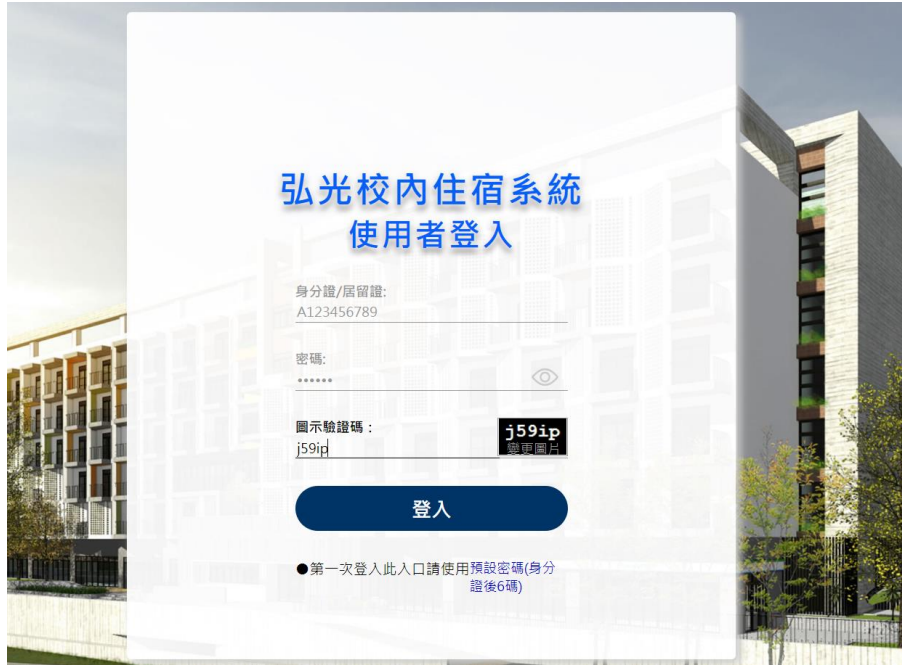 弘光校內住宿系統
使用者登入
身分證/居留證:
A123456789
密碼:
••••••
圖示驗證碼：
j59ip
j59ip
變更圖片
登入
●第一次登入此入口請使用預設密碼(身分
證後6碼)